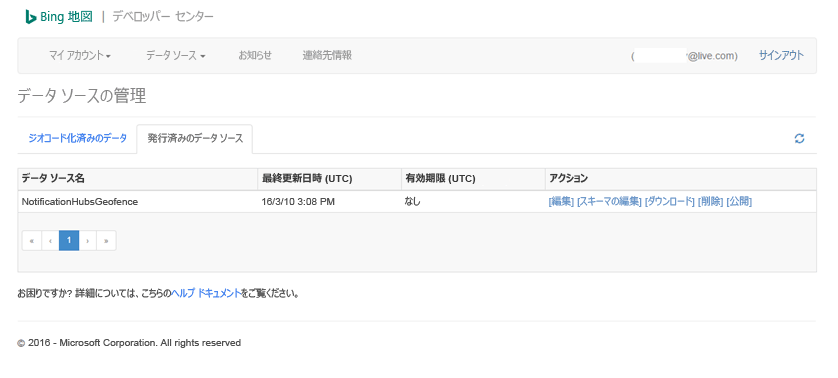 Bing 地図 | デベロッパー センター
マイ アカウント データ ソース お知らせ 連絡先情報 ( @live.com) サインアウト
データ ソースの管理
ジオコード化済みのデータ 発行済みのデータ ソース
データ ソース名 最終更新日時 (UTC) 有効期限 (UTC) アクション
NotificationHubsGeofence 16/3/10 3:08 PM なし [編集] [スキーマの編集] [ダウンロード] [削除] [公開]
« ‹ 1 › »
お困りですか? 詳細については、こちらのヘルプ ドキュメントをご覧ください。
© 2016 - Microsoft Corporation. All rights reserved